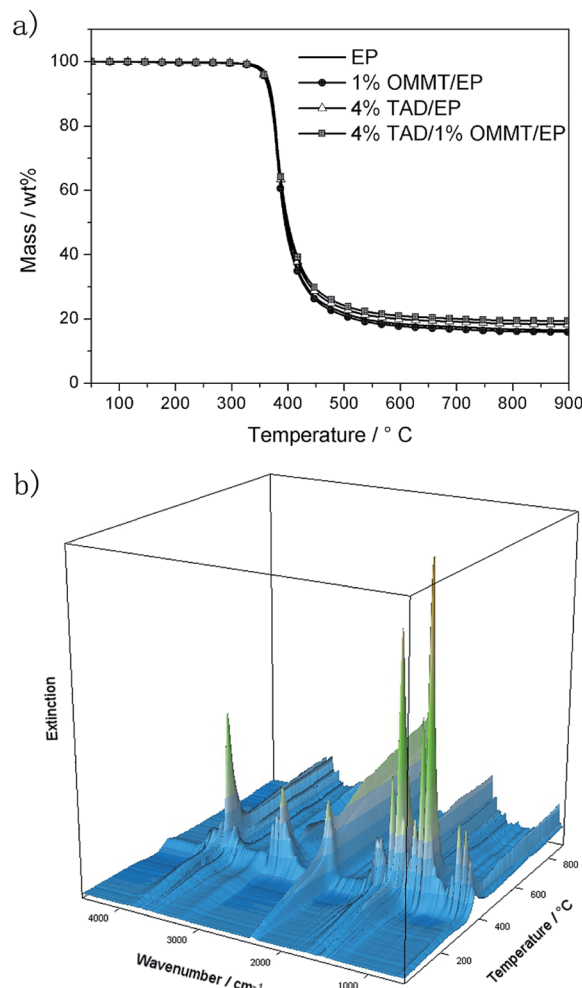 a)
100
80
60
40
20
0
Mass / wt%
EP
1% OMMT/EP
4% TAD/EP
4% TAD/1% OMMT/EP
100 200 300 400 500 600 700 800 900
Temperature / ° C
b)
Extinction
4000 3000 2000 1000
Wavenumber / cm⁻¹
200 400 600 800
Temperature / °C